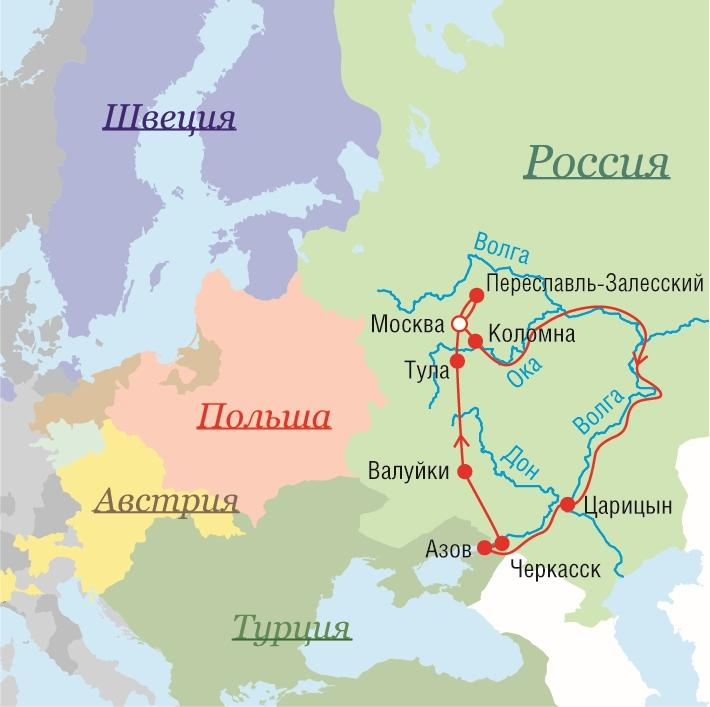 Швеция
Россия
Волга
Переславль-Залесский
Москва
Коломна
Тула
Ока
Польша
Волга
Дон
Валуйки
Австрия
Царицын
Азов
Черкасск
Турция